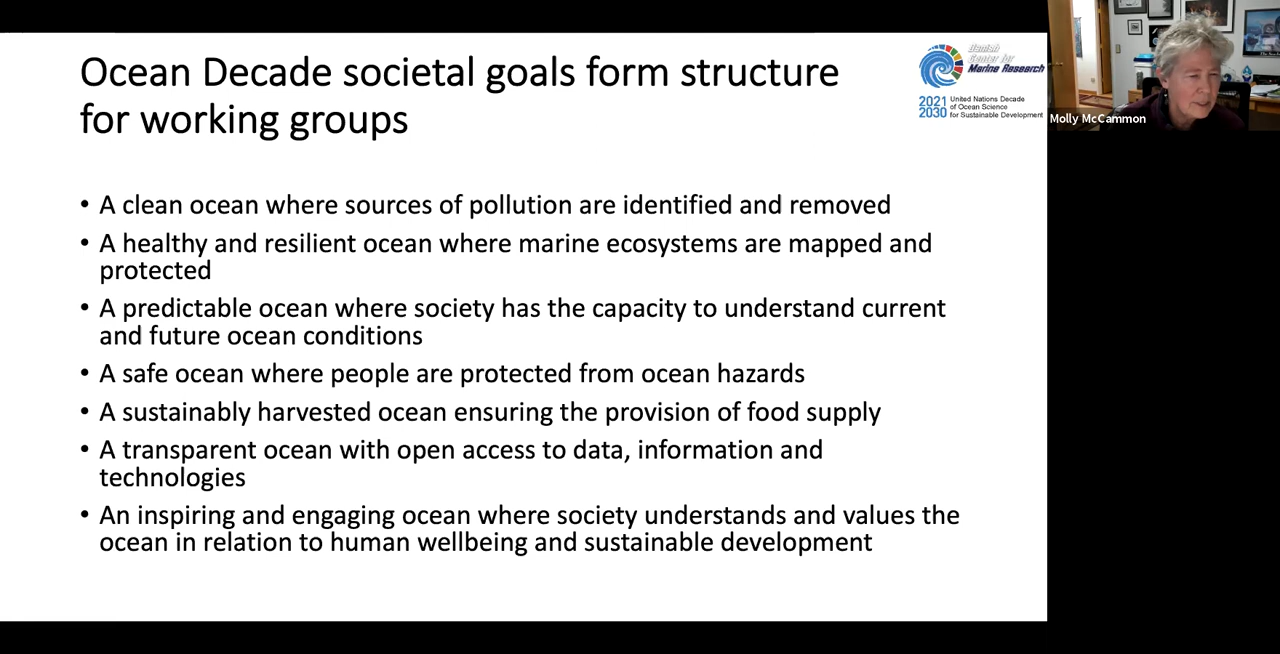 Ocean Decade societal goals form structure
for working groups
Danish
Center for
Marine Research
2021
2030
United Nations Decade
of Ocean Science
for Sustainable Development
Molly McCammon
• A clean ocean where sources of pollution are identified and removed
• A healthy and resilient ocean where marine ecosystems are mapped and
protected
• A predictable ocean where society has the capacity to understand current
and future ocean conditions
• A safe ocean where people are protected from ocean hazards
• A sustainably harvested ocean ensuring the provision of food supply
• A transparent ocean with open access to data, information and
technologies
• An inspiring and engaging ocean where society understands and values the
ocean in relation to human wellbeing and sustainable development